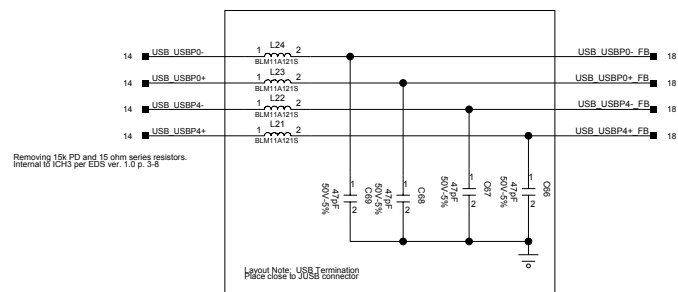 L24
14 USB_USBP0- 1 2 USB_USBP0-_FB 18
BLM11A121S
L23
14 USB_USBP0+ 1 2 USB_USBP0+_FB 18
BLM11A121S
L22
14 USB_USBP4- 1 2 USB_USBP4-_FB 18
BLM11A121S
L21
14 USB_USBP4+ 1 2 USB_USBP4+_FB 18
BLM11A121S
Removing 15k PD and 15 ohm series resistors.
Internal to ICH3 per EDS ver. 1.0 p. 3-8
1
2
C69
47pF
50V-5%
1
2
C68
47pF
50V-5%
1
2
C67
47pF
50V-5%
1
2
C66
47pF
50V-5%
Layout Note: USB Termination
Place close to JUSB connector